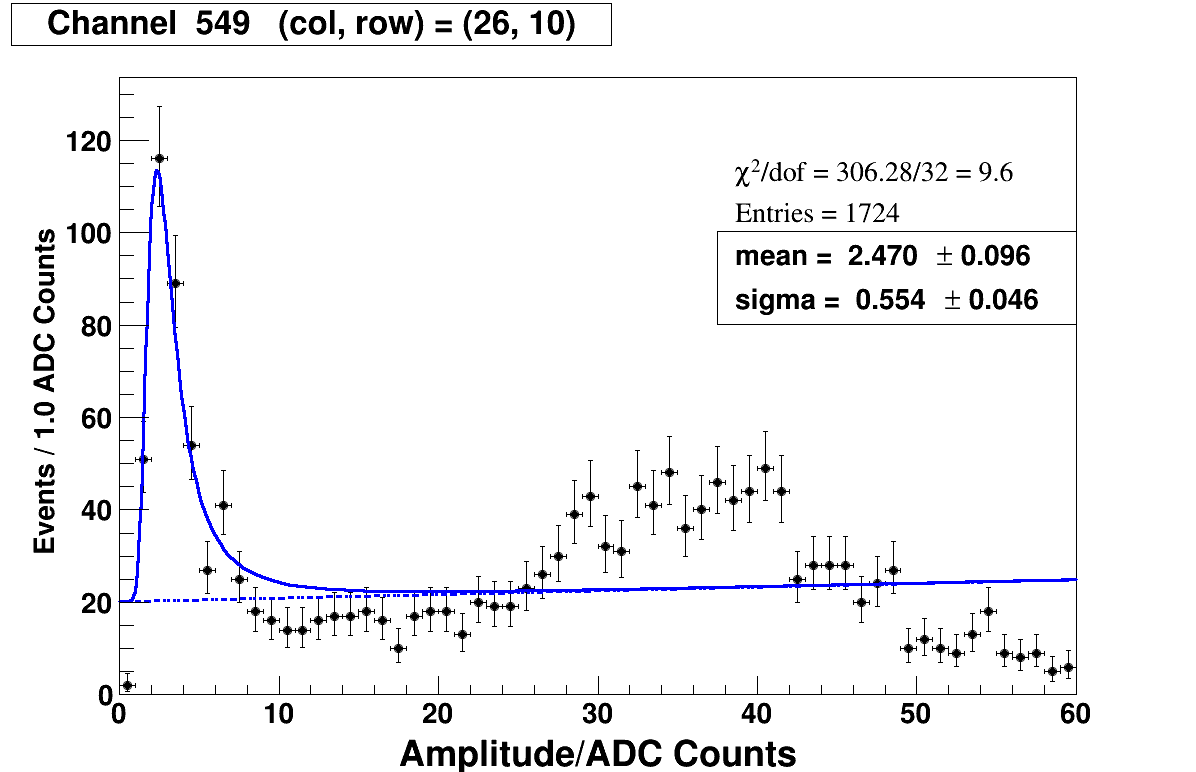 Channel 549 (col, row) = (26, 10)
χ²/dof = 306.28/32 = 9.6
Entries = 1724
mean = 2.470 ± 0.096
sigma = 0.554 ± 0.046
Events / 1.0 ADC Counts
120
100
80
60
40
20
0
0 10 20 30 40 50 60
Amplitude/ADC Counts